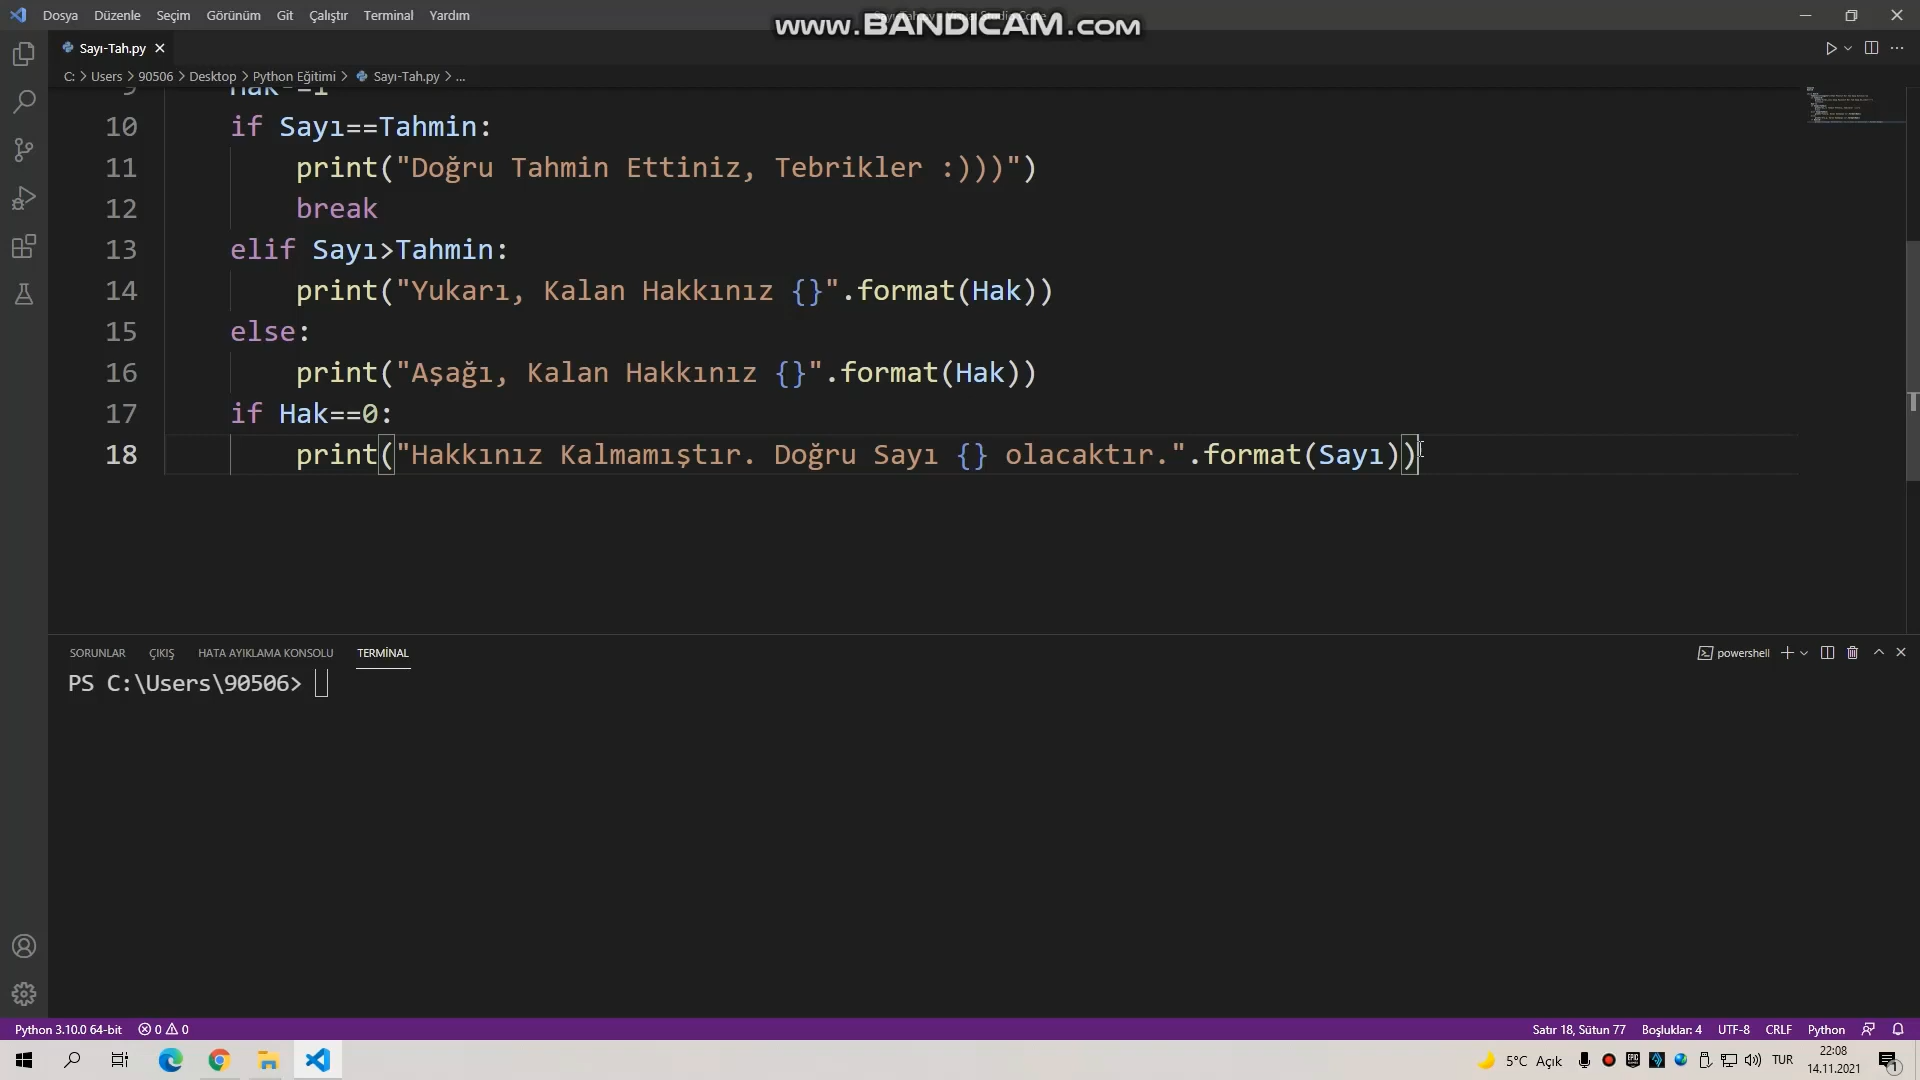 Dosya Düzenle Seçim Görünüm Git Çalıştır Terminal Yardım
www.BANDICAM.com
Sayı-Tah.py
C: > Users > 90506 > Desktop > Python Eğitimi > Sayı-Tah.py > ...
9 Hak-=1
10 if Sayı==Tahmin:
11 print("Doğru Tahmin Ettiniz, Tebrikler :)))")
12 break
13 elif Sayı>Tahmin:
14 print("Yukarı, Kalan Hakkınız {}".format(Hak))
15 else:
16 print("Aşağı, Kalan Hakkınız {}".format(Hak))
17 if Hak==0:
18 print("Hakkınız Kalmamıştır. Doğru Sayı {} olacaktır.".format(Sayı))
SORUNLAR ÇIKIŞ HATA AYIKLAMA KONSOLU TERMİNAL
powershell
PS C:\Users\90506>
Python 3.10.0 64-bit 0 0
Satır 18, Sütun 77 Boşluklar: 4 UTF-8 CRLF Python
5°C Açık
TUR
22:08
14.11.2021
1